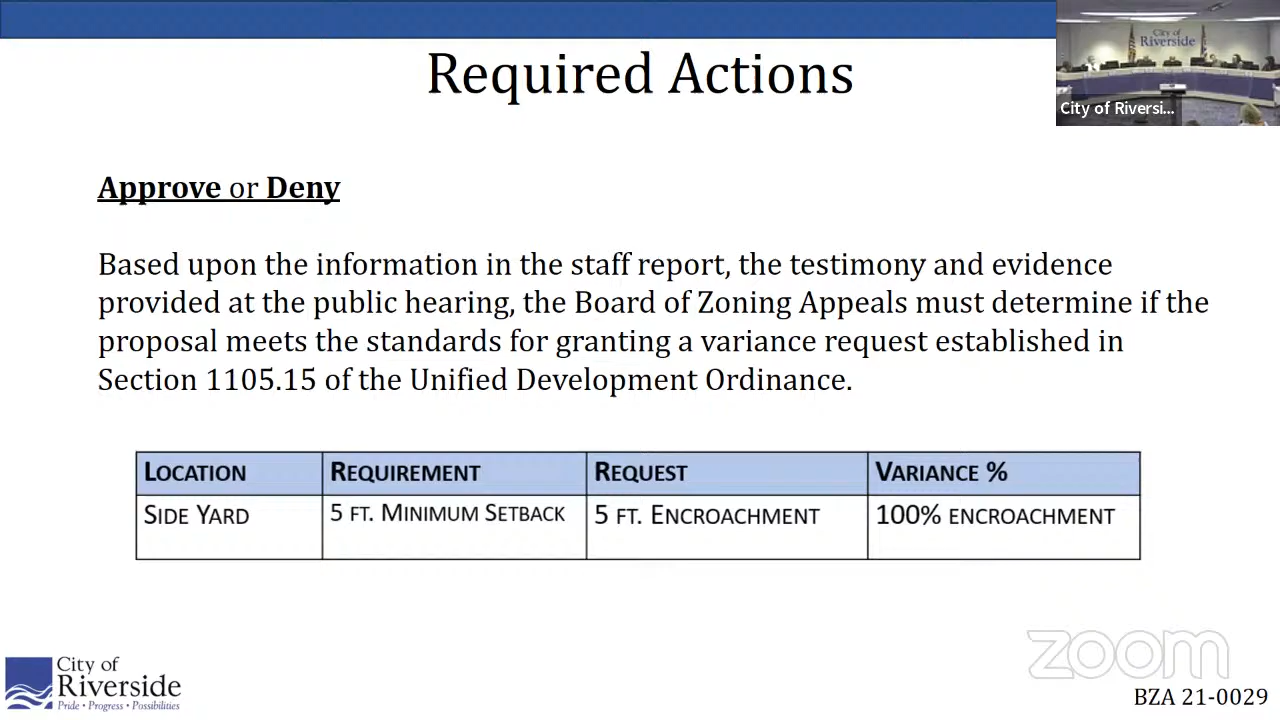 Required Actions
City of
Riverside
City of Riversi...
Approve or Deny
Based upon the information in the staff report, the testimony and evidence
provided at the public hearing, the Board of Zoning Appeals must determine if the
proposal meets the standards for granting a variance request established in
Section 1105.15 of the Unified Development Ordinance.
LOCATION REQUIREMENT REQUEST VARIANCE %
SIDE YARD 5 FT. MINIMUM SETBACK 5 FT. ENCROACHMENT 100% ENCROACHMENT
City of
Riverside
Pride • Progress • Possibilities
zoom
BZA 21-0029